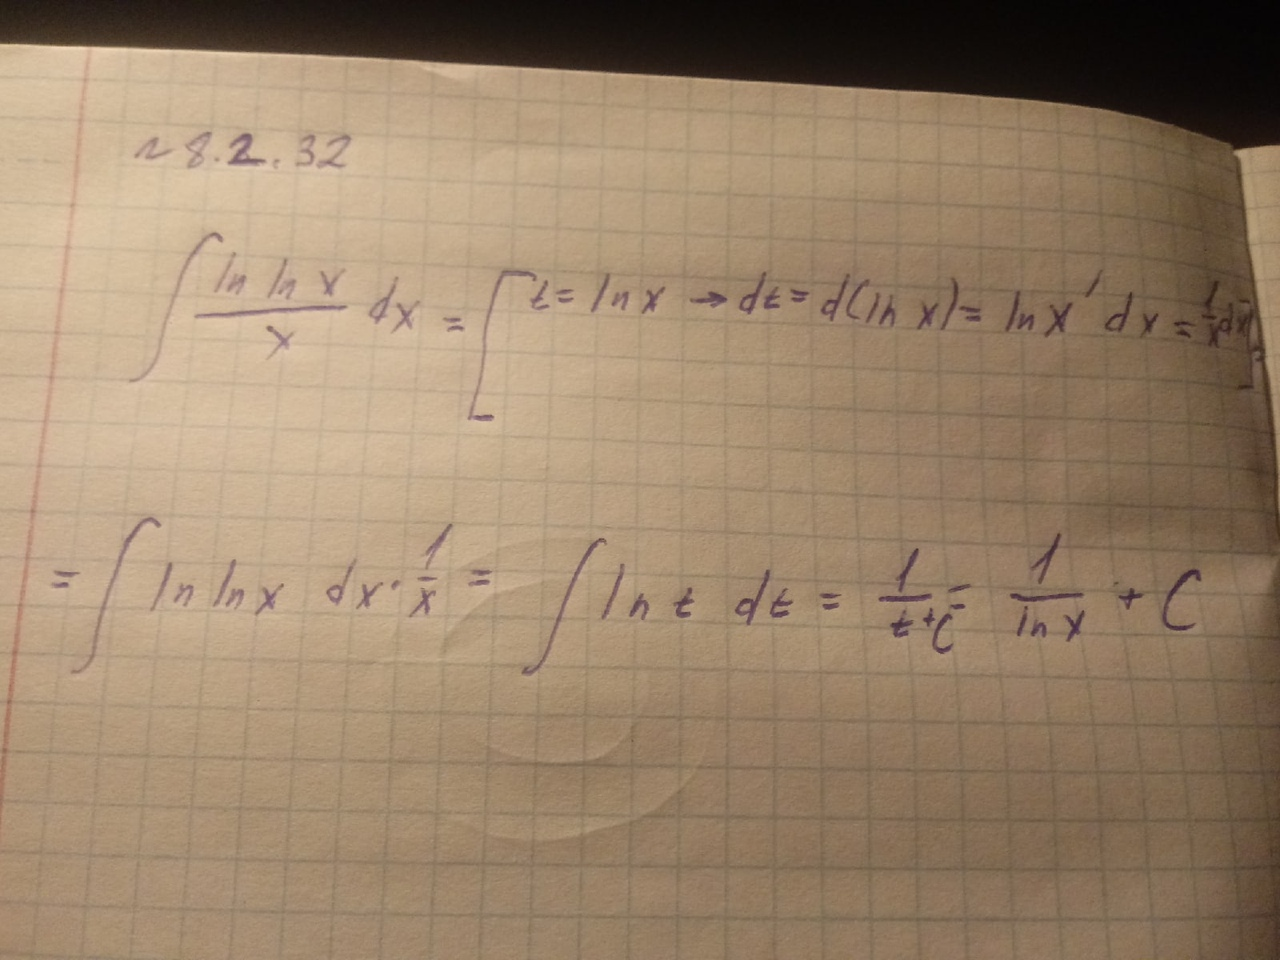 ~ 8.2.32
∫ ln ln x / x dx = [ t = ln x → dt = d(ln x) = ln x' dx = 1/x dx ] =
= ∫ ln ln x dx · 1/x = ∫ ln t dt = 1/t + C = 1/ln x + C